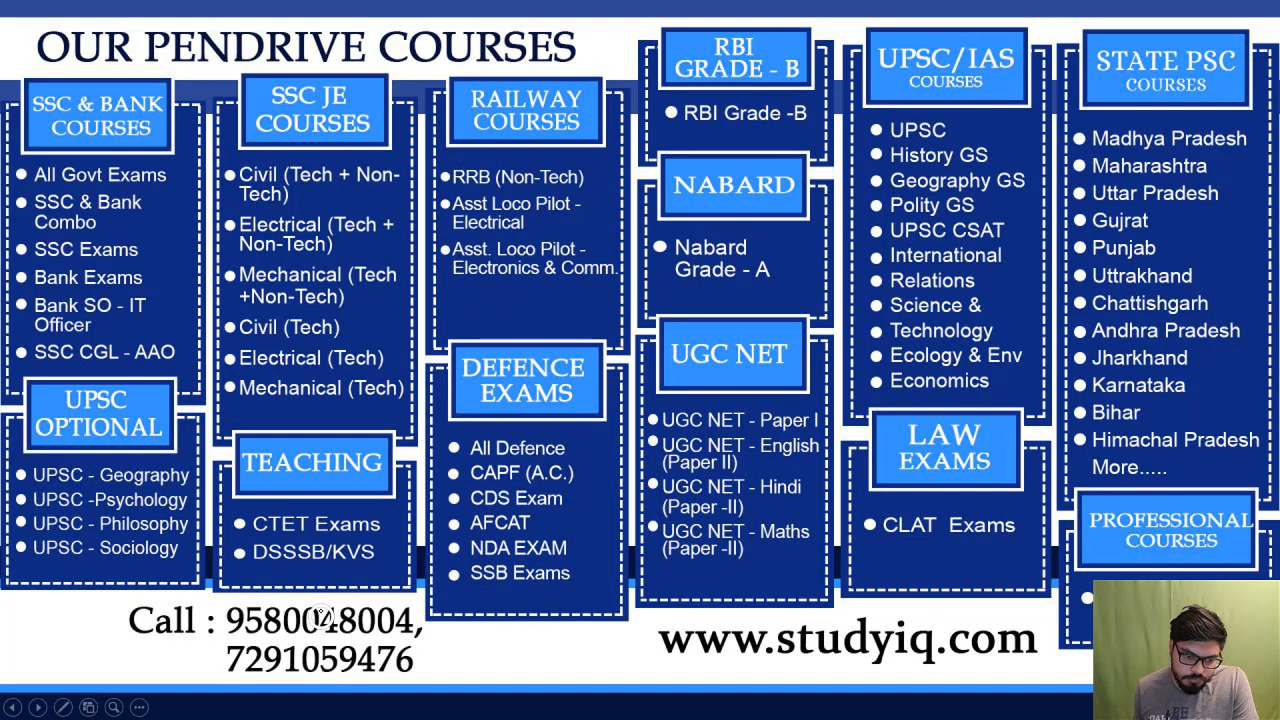 OUR PENDRIVE COURSES
SSC & BANK
COURSES
All Govt Exams
SSC & Bank
Combo
SSC Exams
Bank Exams
Bank SO - IT
Officer
SSC CGL - AAO
UPSC
OPTIONAL
UPSC - Geography
UPSC -Psychology
UPSC - Philosophy
UPSC - Sociology
SSC JE
COURSES
Civil (Tech + Non-
Tech)
Electrical (Tech +
Non-Tech)
Mechanical (Tech
+Non-Tech)
Civil (Tech)
Electrical (Tech)
Mechanical (Tech)
TEACHING
CTET Exams
DSSSB/KVS
RAILWAY
COURSES
RRB (Non-Tech)
Asst Loco Pilot -
Electrical
Asst. Loco Pilot -
Electronics & Comm.
DEFENCE
EXAMS
All Defence
CAPF (A.C.)
CDS Exam
AFCAT
NDA EXAM
SSB Exams
RBI
GRADE - B
RBI Grade -B
NABARD
Nabard
Grade - A
UGC NET
UGC NET - Paper I
UGC NET - English
(Paper II)
UGC NET - Hindi
(Paper -II)
UGC NET - Maths
(Paper -II)
UPSC/IAS
COURSES
UPSC
History GS
Geography GS
Polity GS
UPSC CSAT
International
Relations
Science &
Technology
Ecology & Env
Economics
LAW
EXAMS
CLAT Exams
STATE PSC
COURSES
Madhya Pradesh
Maharashtra
Uttar Pradesh
Gujrat
Punjab
Uttrakhand
Chattishgarh
Andhra Pradesh
Jharkhand
Karnataka
Bihar
Himachal Pradesh
More.....
PROFESSIONAL
COURSES
Call : 9580048004,
7291059476
www.studyiq.com